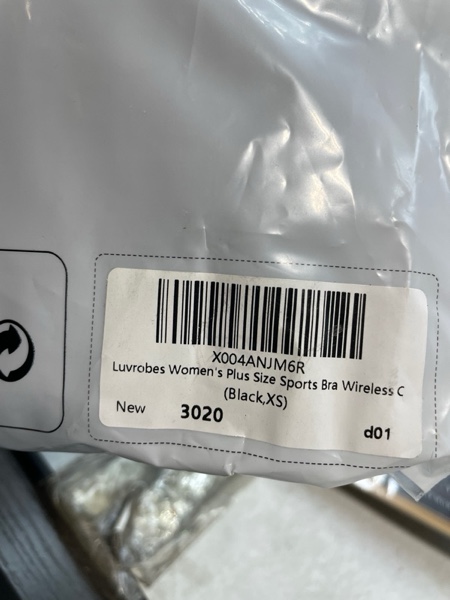 X004ANJM6R
Luvrobes Women's Plus Size Sports Bra Wireless C
(Black,XS)
New 3020
d01